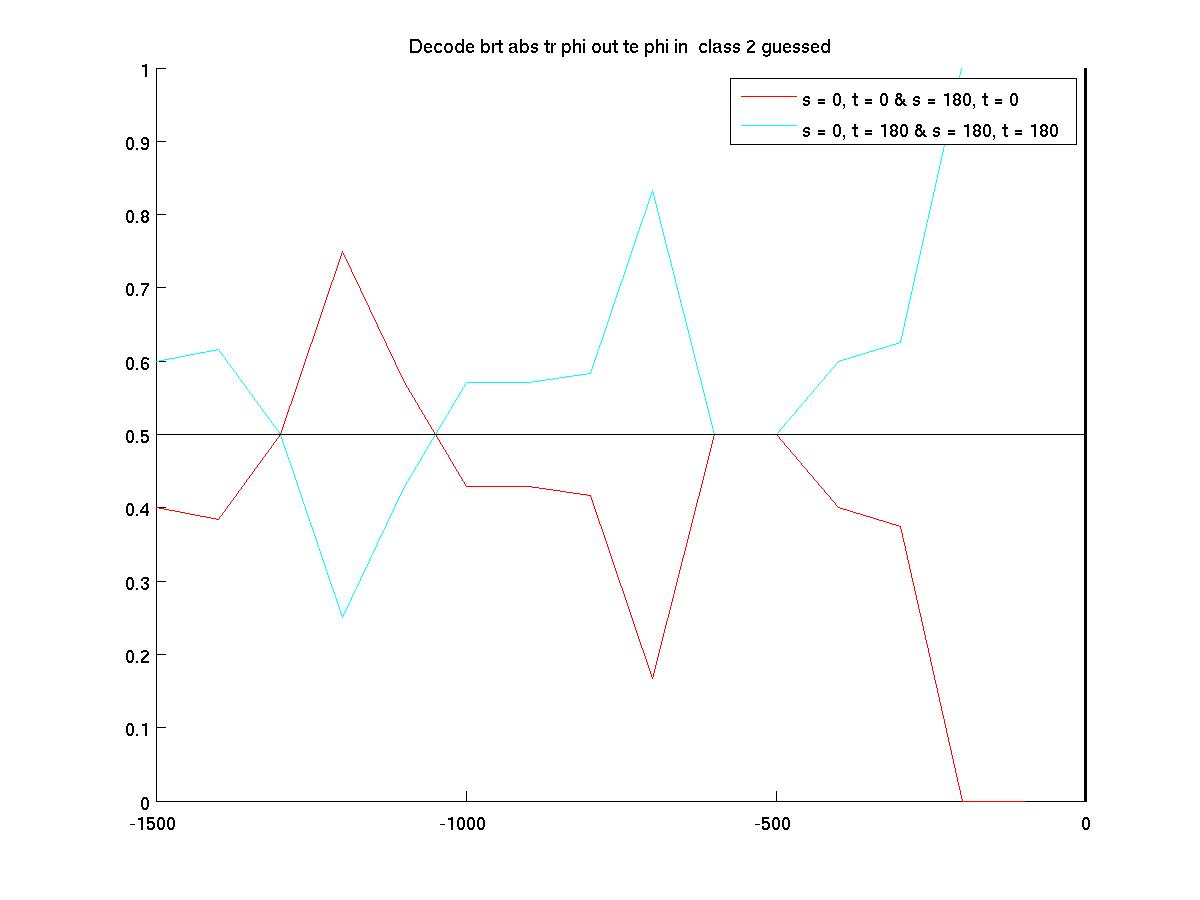 Decode brt abs tr phi out te phi in  class 2 guessed
s = 0, t = 0 & s = 180, t = 0
s = 0, t = 180 & s = 180, t = 180
1
0.9
0.8
0.7
0.6
0.5
0.4
0.3
0.2
0.1
0
-1500 -1000 -500 0